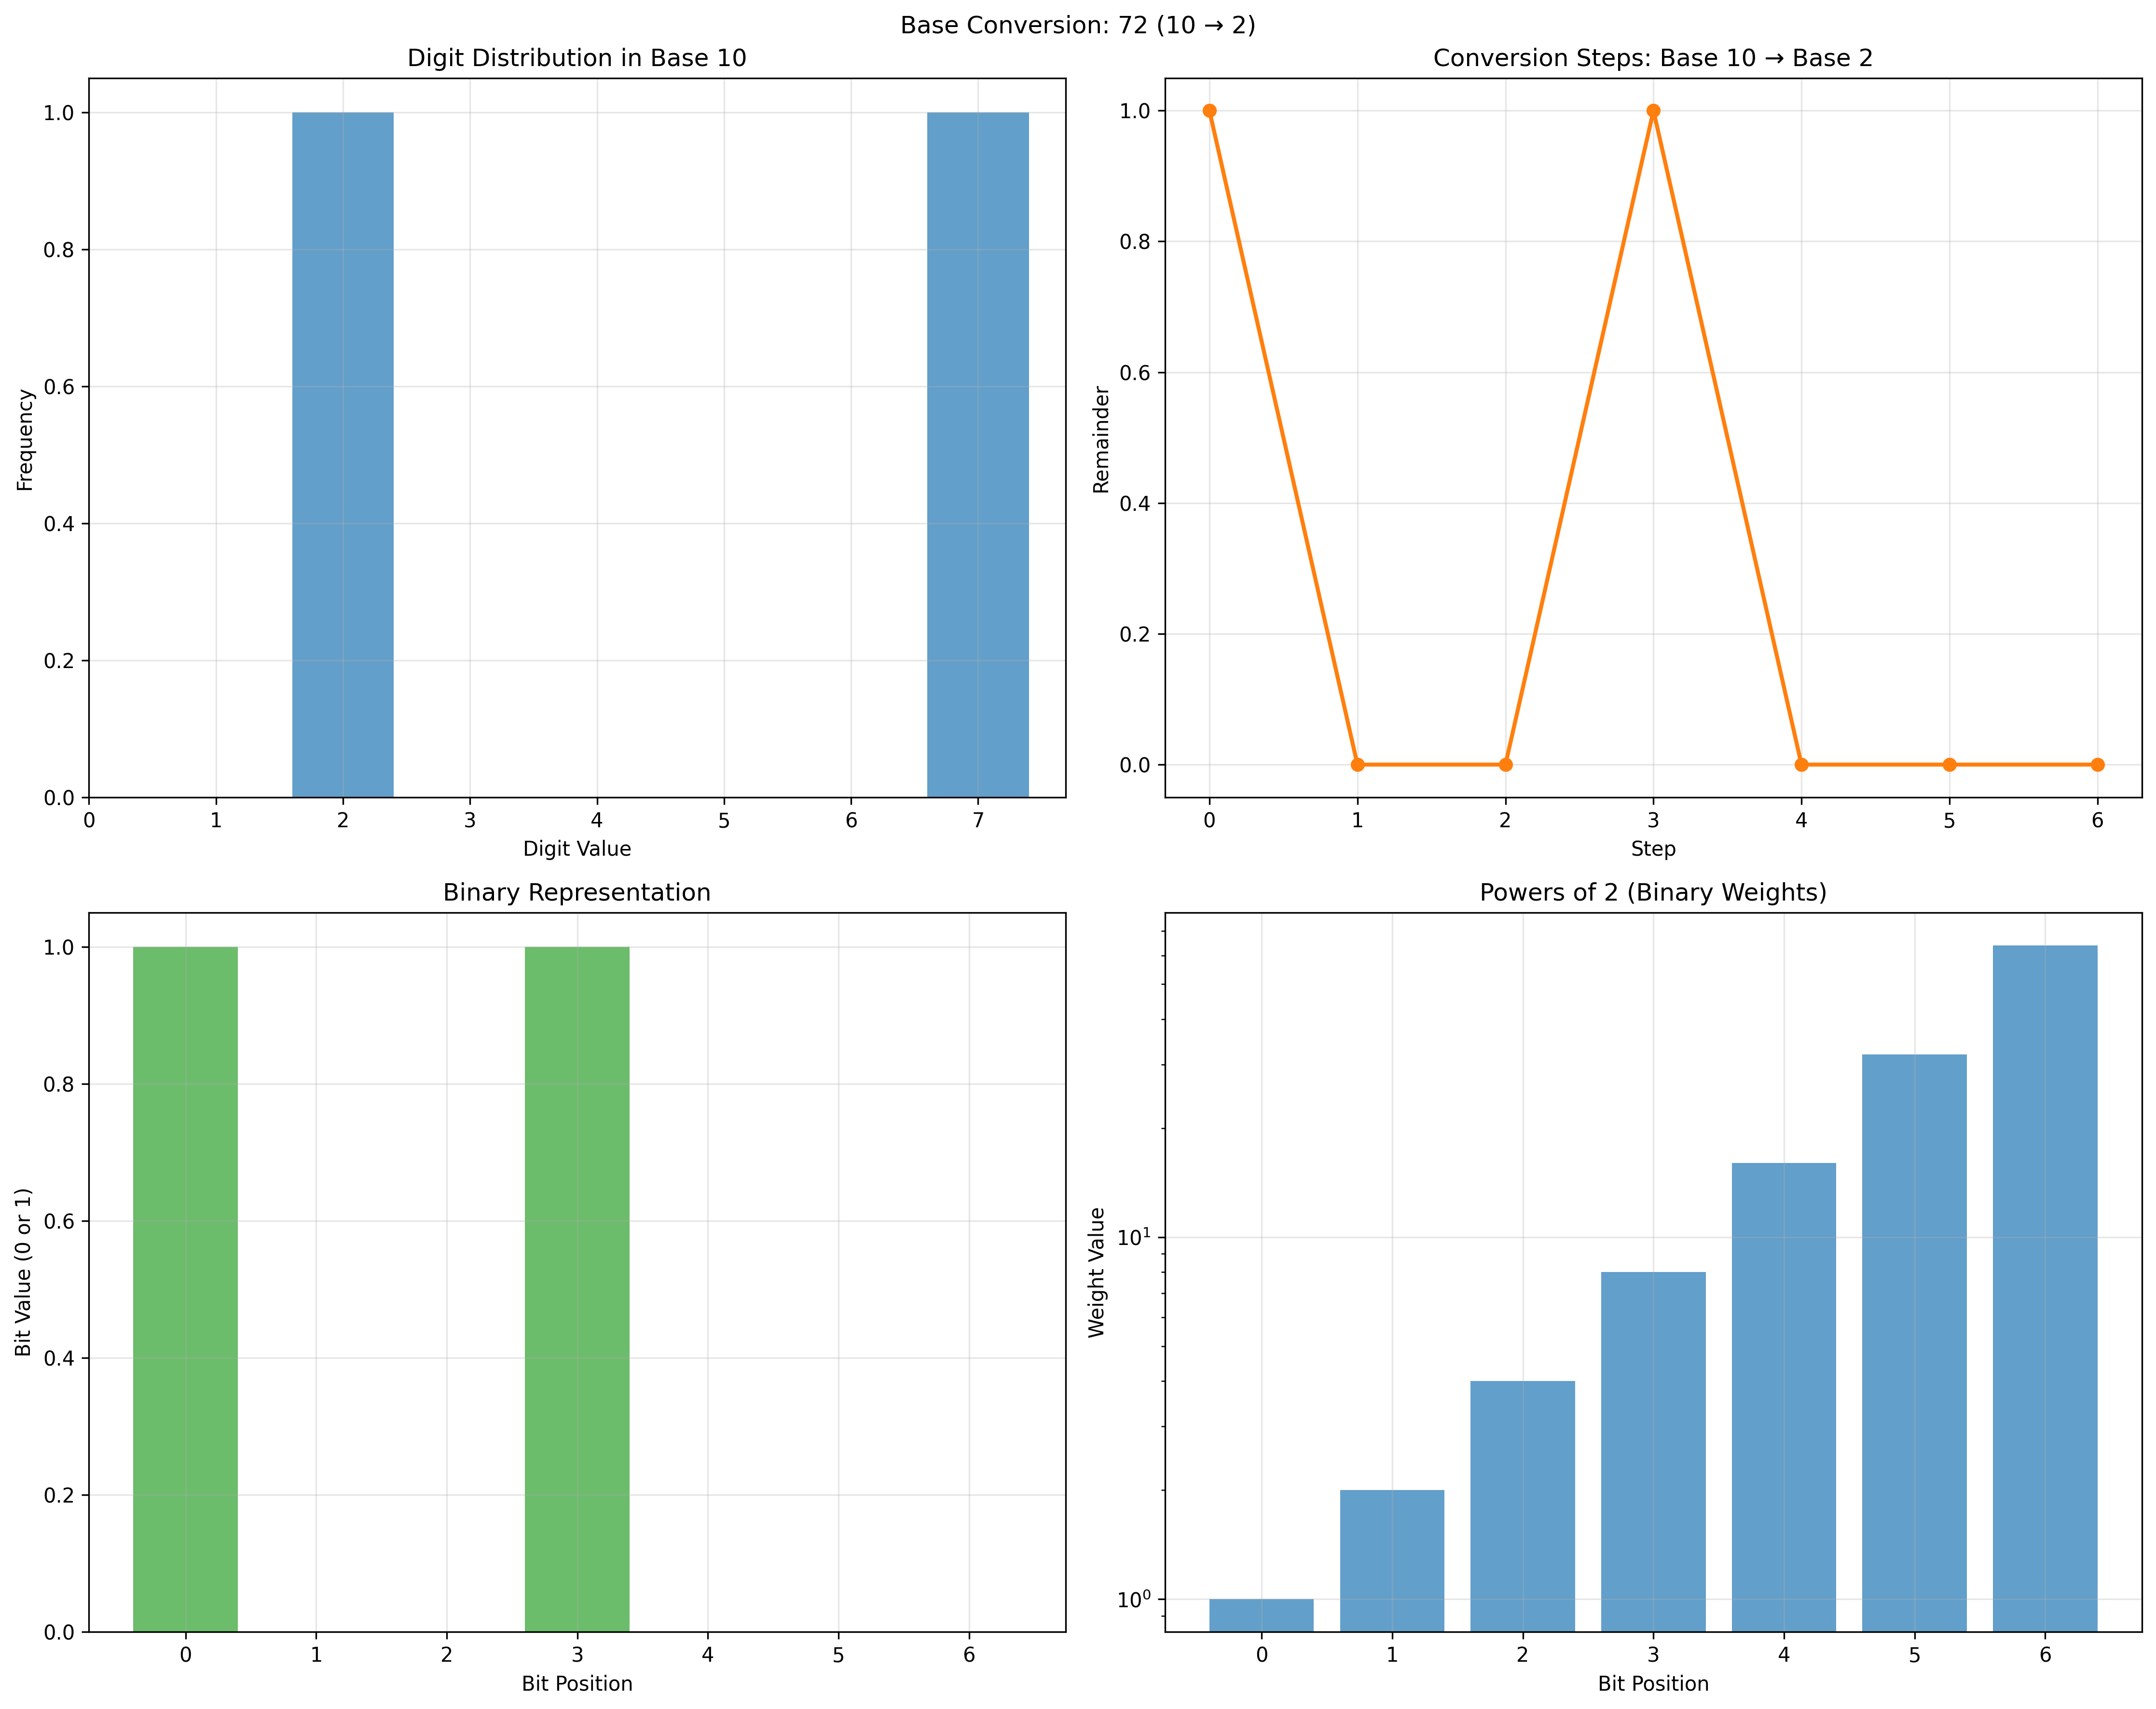 Base Conversion: 72 (10 → 2)
Digit Distribution in Base 10
Frequency
1.0
0.8
0.6
0.4
0.2
0.0
0 1 2 3 4 5 6 7
Digit Value
Conversion Steps: Base 10 → Base 2
Remainder
1.0
0.8
0.6
0.4
0.2
0.0
0 1 2 3 4 5 6
Step
Binary Representation
Bit Value (0 or 1)
1.0
0.8
0.6
0.4
0.2
0.0
0 1 2 3 4 5 6
Bit Position
Powers of 2 (Binary Weights)
Weight Value
10¹
10⁰
0 1 2 3 4 5 6
Bit Position